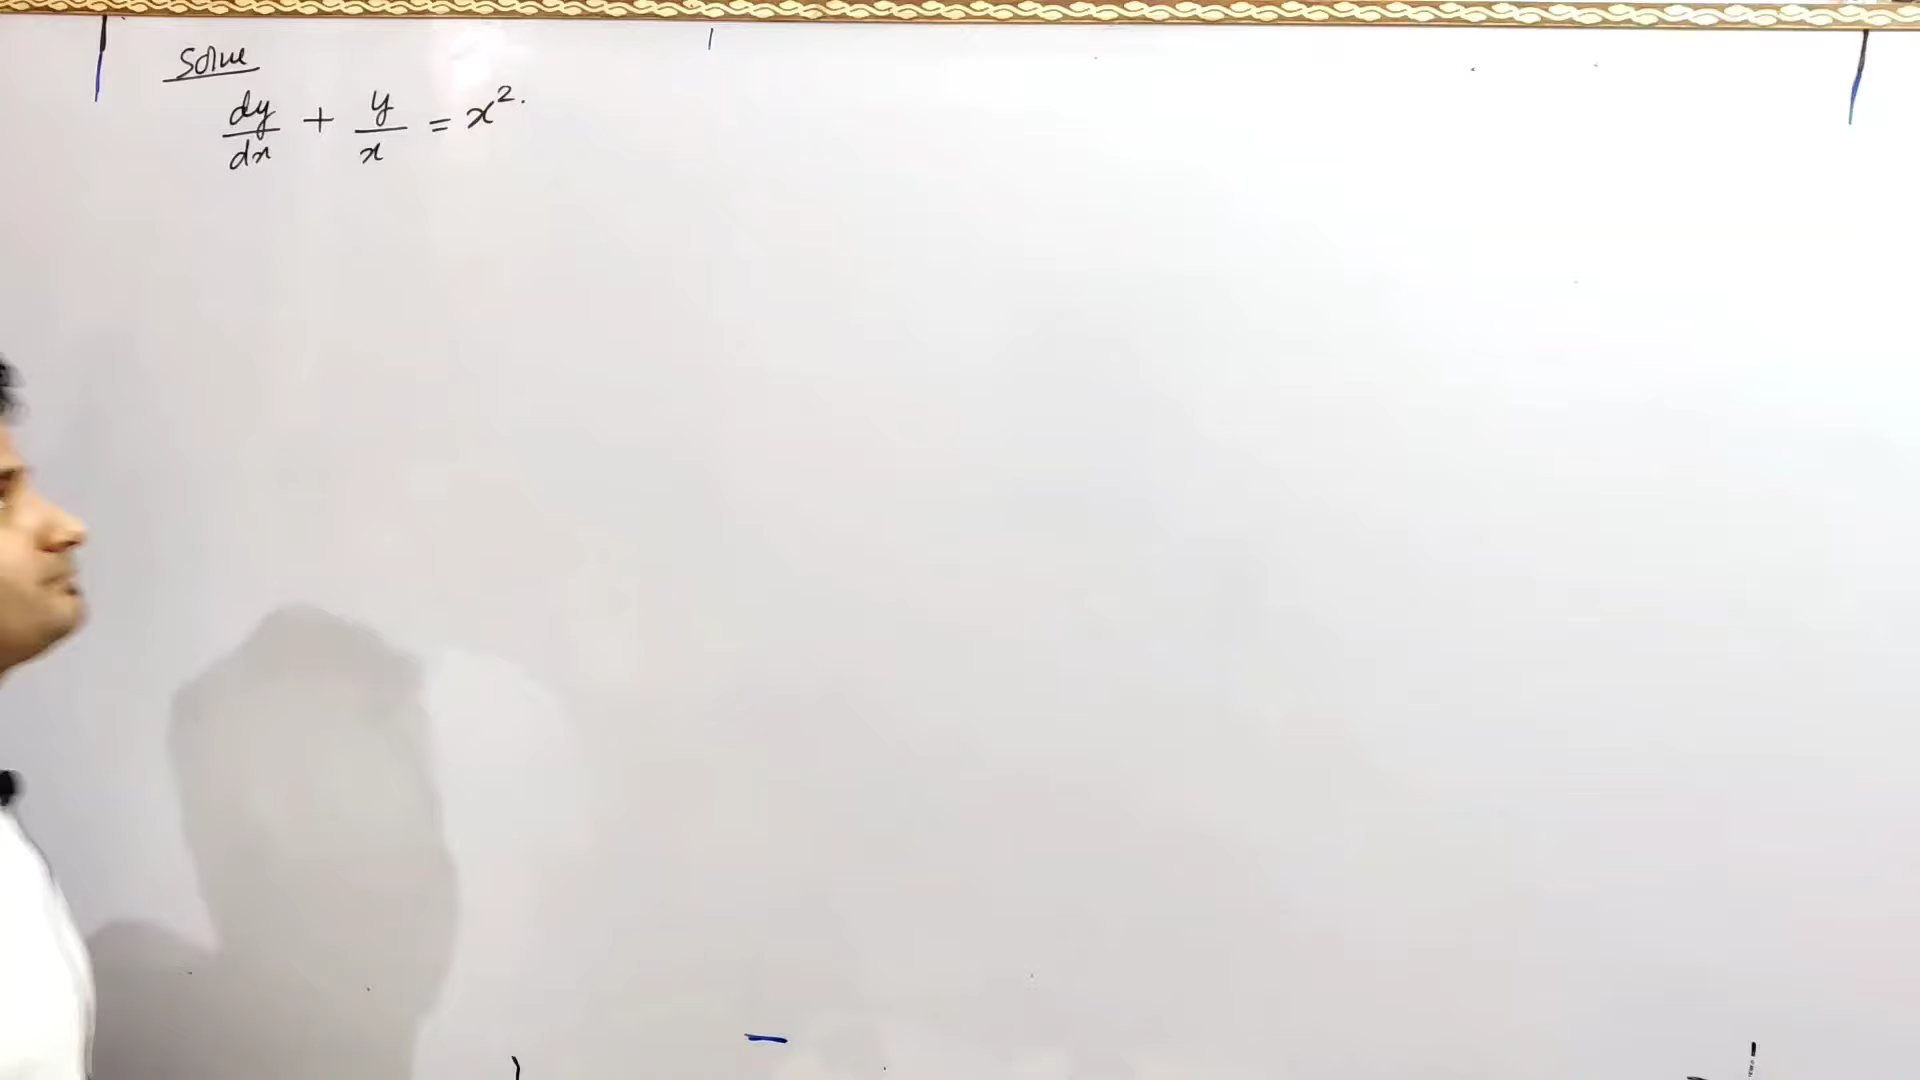 Solve
dy/dx + y/x = x².